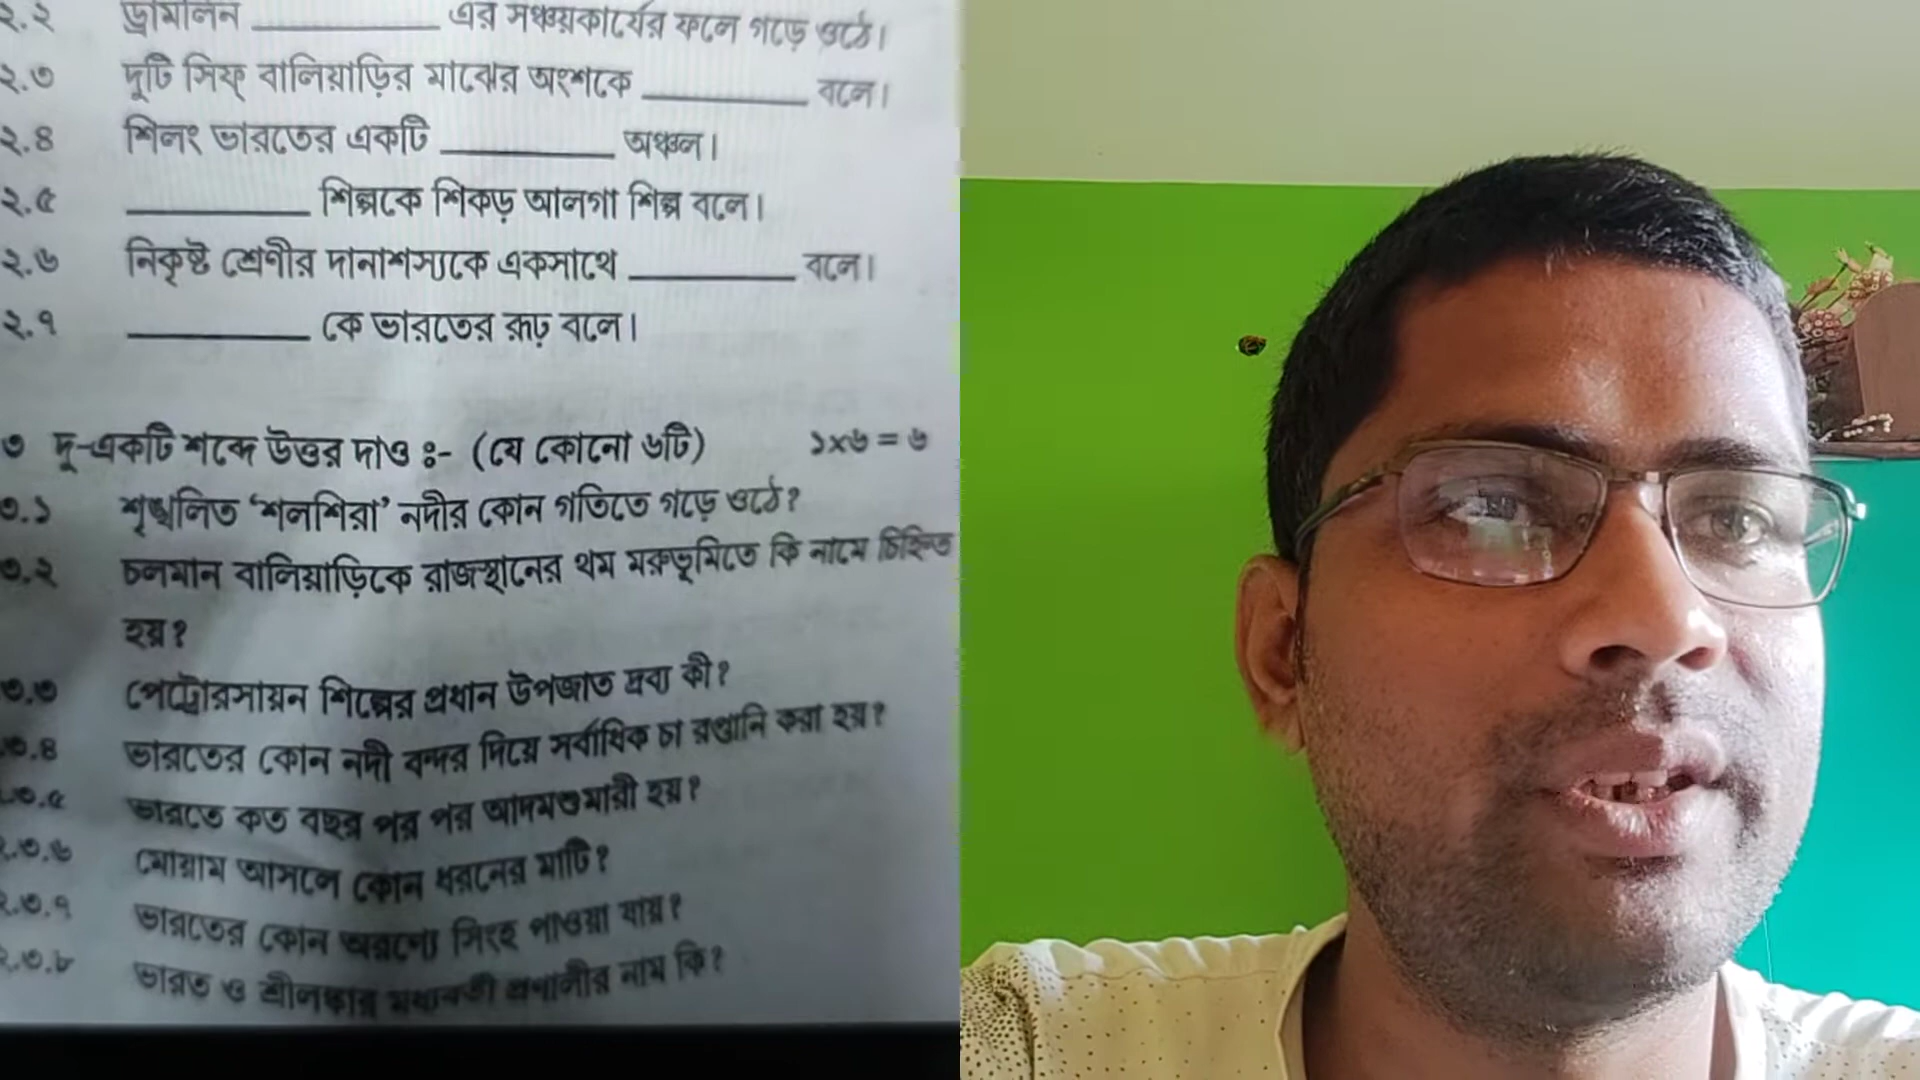 ২.২ ড্রামলিন __________ এর সঞ্চয়কার্যের ফলে গড়ে ওঠে।
২.৩ দুটি সিফ্ বালিয়াড়ির মাঝের অংশকে __________ বলে।
২.৪ শিলং ভারতের একটি __________ অঞ্চল।
২.৫ __________ শিল্পকে শিকড় আলগা শিল্প বলে।
২.৬ নিকৃষ্ট শ্রেণীর দানাশস্যকে একসাথে __________ বলে।
২.৭ __________ কে ভারতের রূঢ় বলে।
৩ দু-একটি শব্দে উত্তর দাও ঃ- (যে কোনো ৬টি) ১x৬ = ৬
৩.১ শৃঙ্খলিত ‘শলশিরা’ নদীর কোন গতিতে গড়ে ওঠে?
৩.২ চলমান বালিয়াড়িকে রাজস্থানের থম মরুভূমিতে কি নামে চিহ্নিত
হয়?
৩.৩ পেট্রোরসায়ন শিল্পের প্রধান উপজাত দ্রব্য কী?
৩.৪ ভারতের কোন নদী বন্দর দিয়ে সর্বাধিক চা রপ্তানি করা হয়?
৩.৫ ভারতে কত বছর পর পর আদমশুমারী হয়?
২.৩.৬ মোরাম আসলে কোন ধরনের মাটি?
২.৩.৭ ভারতের কোন অরণ্যে সিংহ পাওয়া যায়?
২.৩.৮ ভারত ও শ্রীলঙ্কার মধ্যবর্তী প্রণালীর নাম কি?